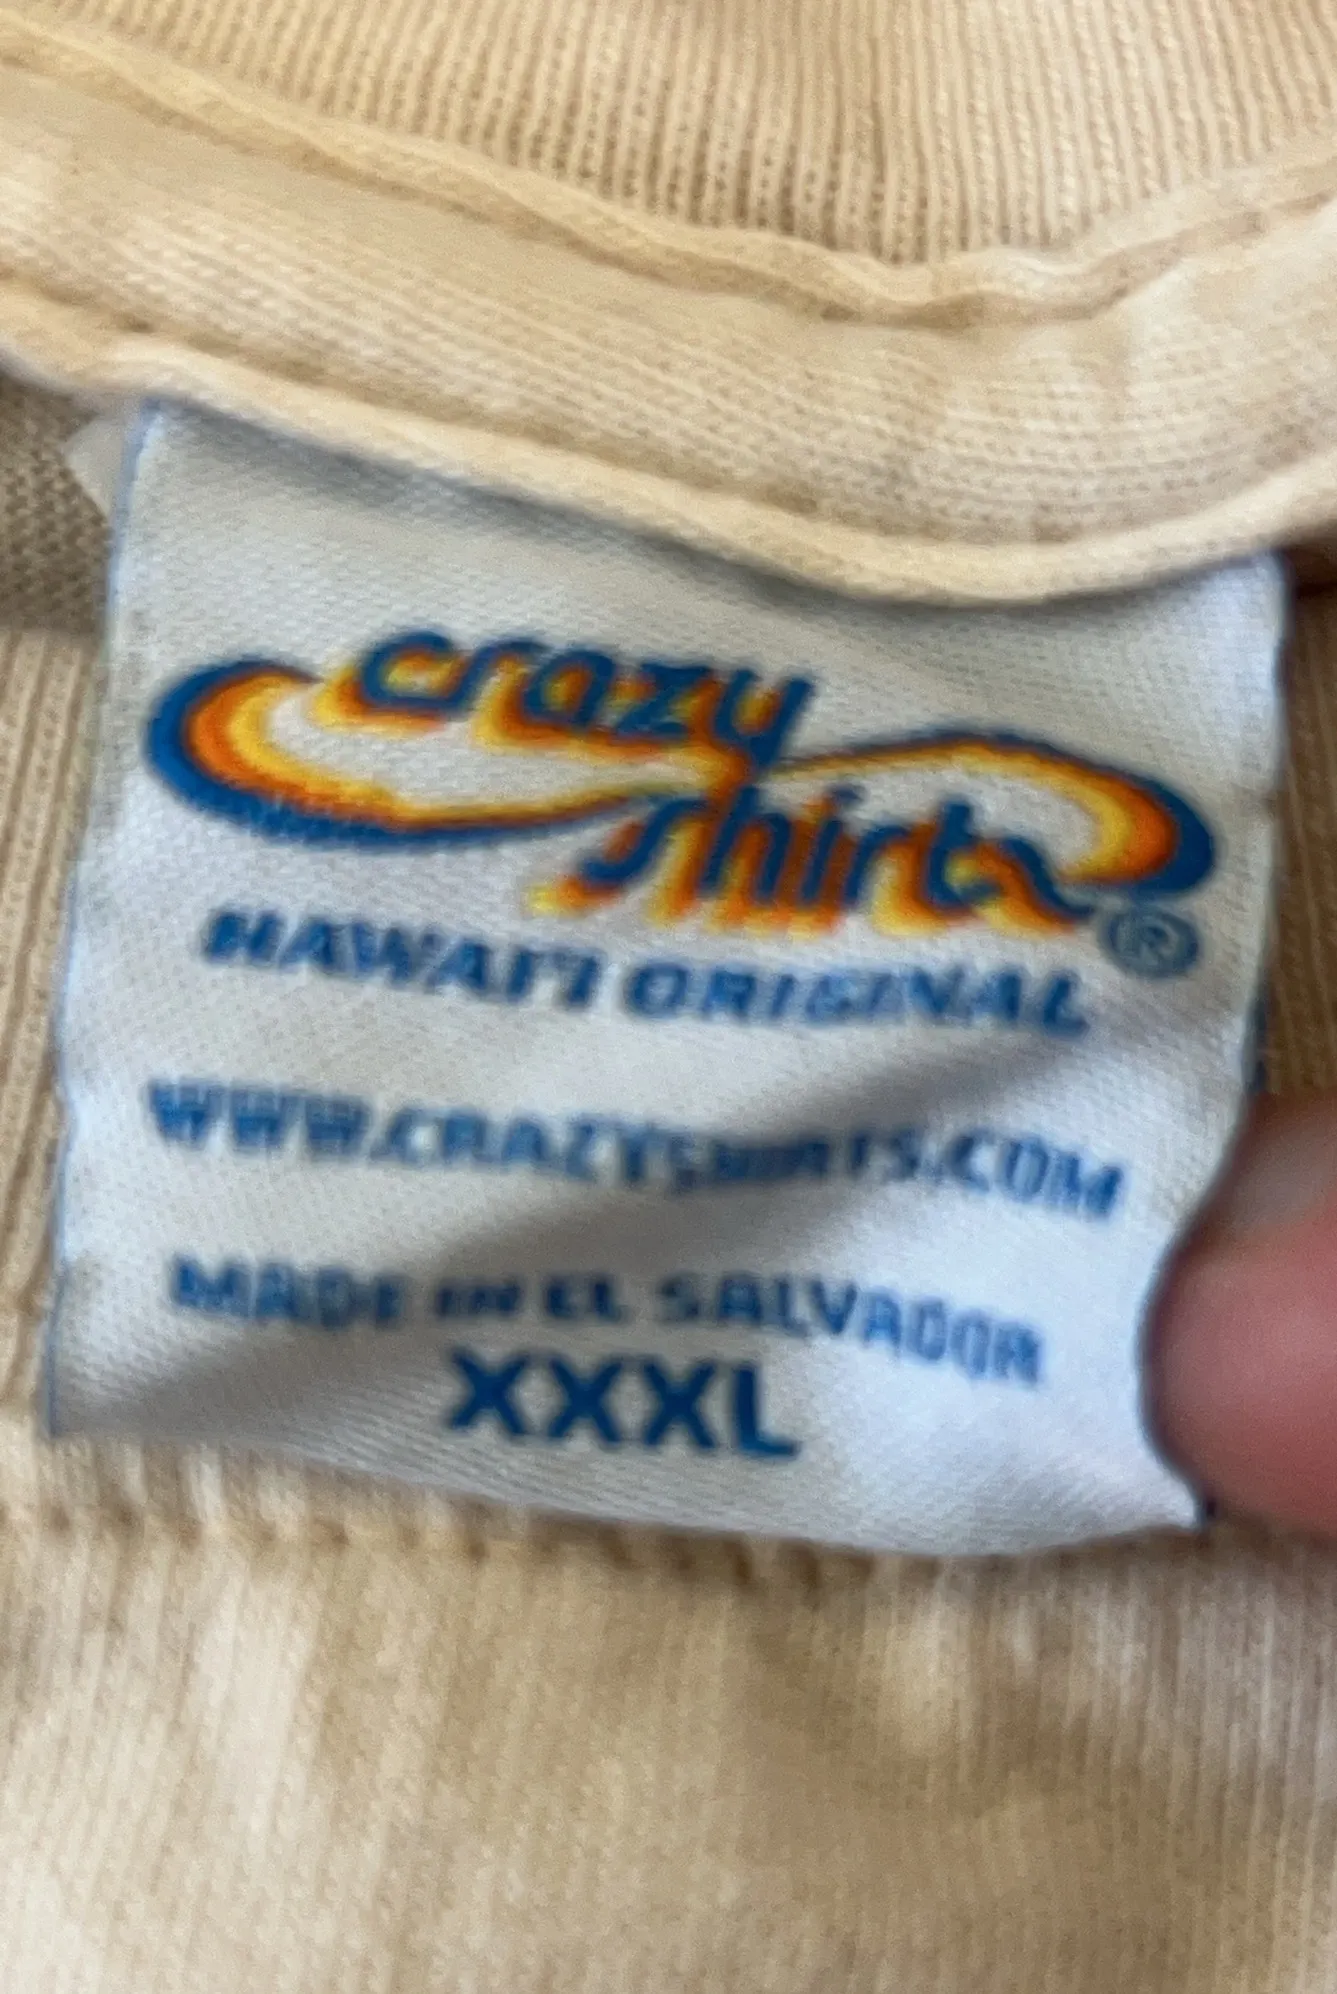 crazy
shirts®
HAWAI'I ORIGINAL
WWW.CRAZYSHIRTS.COM
MADE IN EL SALVADOR
XXXL